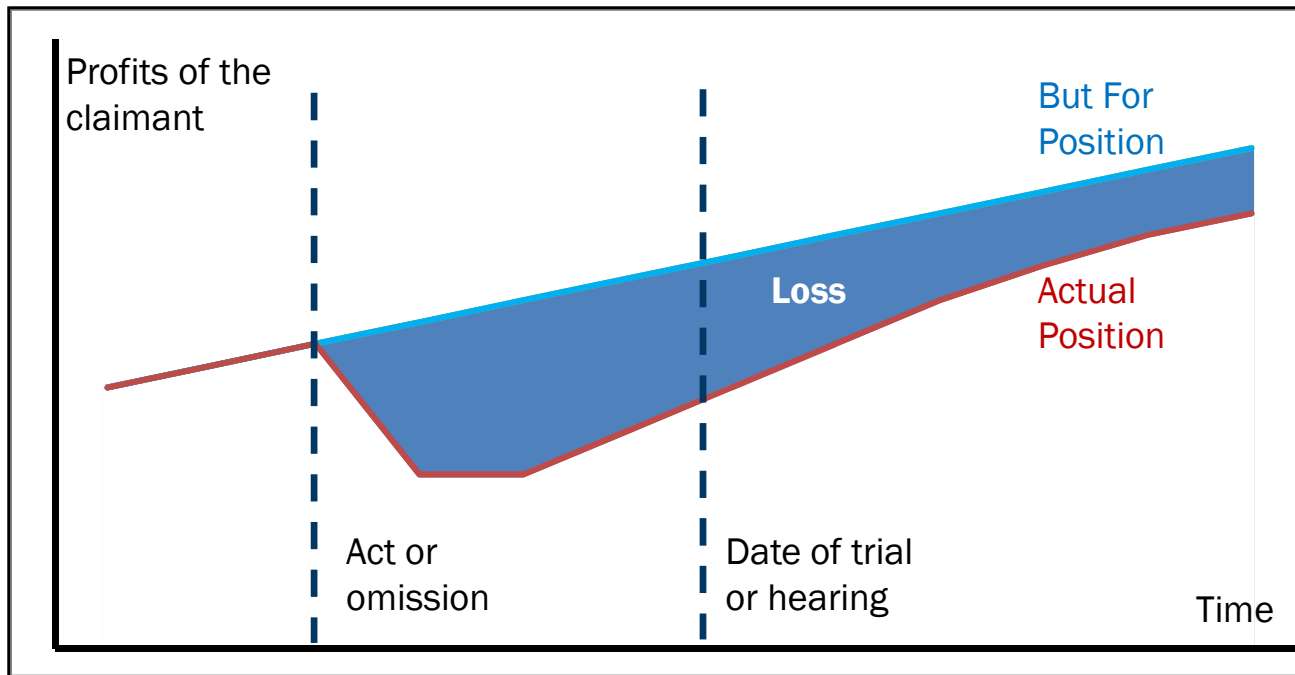 Profits of the
claimant
But For
Position
Loss
Actual
Position
Act or
omission
Date of trial
or hearing
Time